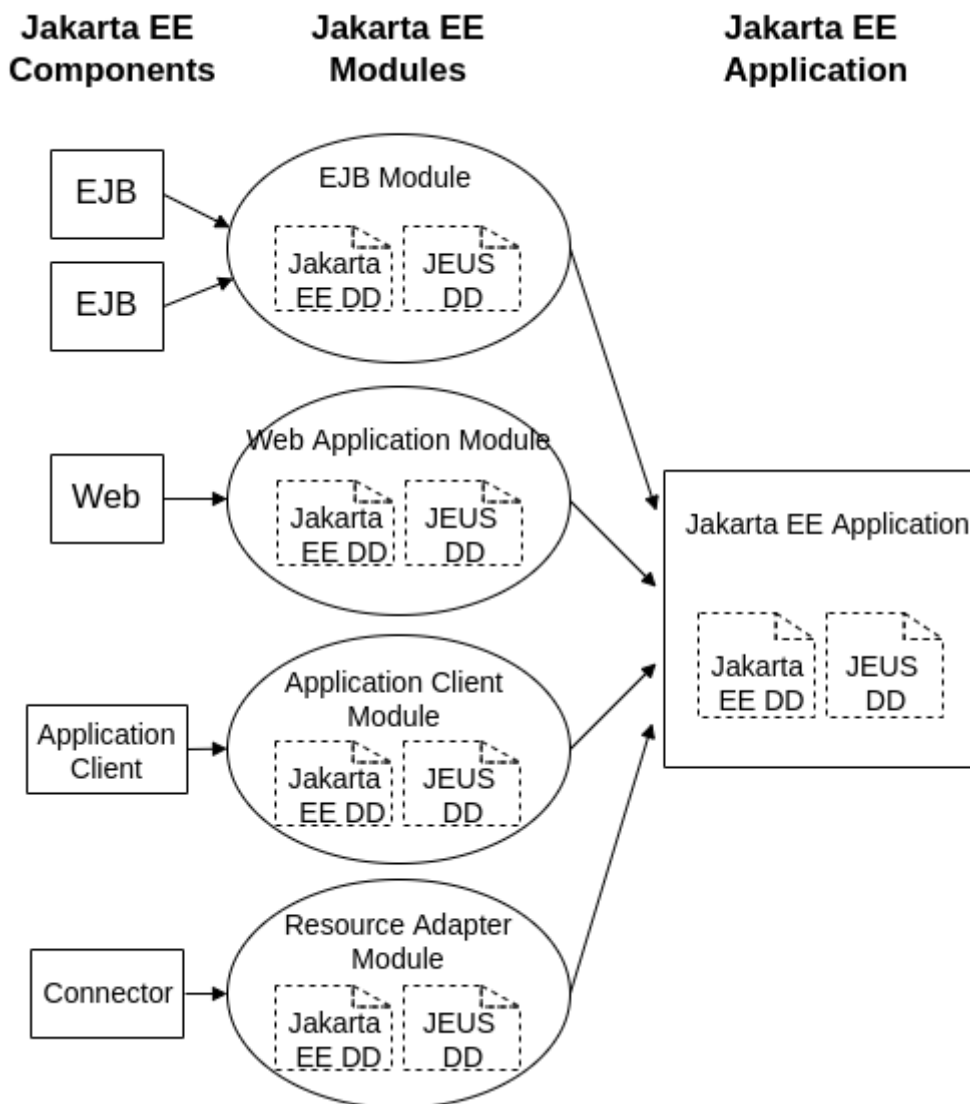 Jakarta EE
Components
Jakarta EE
Modules
Jakarta EE
Application
EJB
EJB
EJB Module
Jakarta
EE DD
JEUS
DD
Web
Web Application Module
Jakarta
EE DD
JEUS
DD
Application
Client
Application Client
Module
Jakarta
EE DD
JEUS
DD
Connector
Resource Adapter
Module
Jakarta
EE DD
JEUS
DD
Jakarta EE Application
Jakarta
EE DD
JEUS
DD